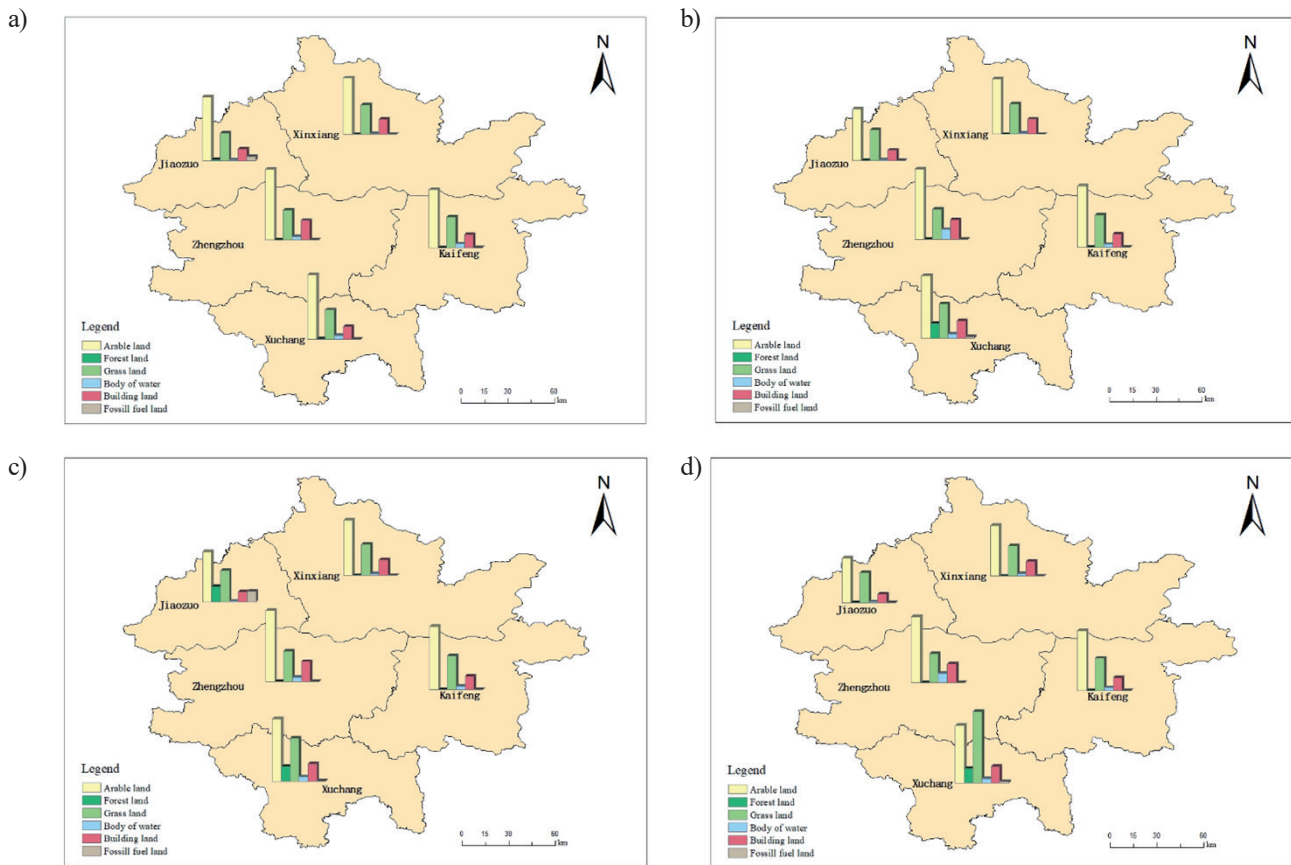 a)
N
Xinxiang
Jiaozuo
Zhengzhou
Kaifeng
Xuchang
Legend
Arable land
Forest land
Grass land
Body of water
Building land
Fossill fuel land
0 15 30 60
km
b)
N
Xinxiang
Jiaozuo
Zhengzhou
Kaifeng
Xuchang
Legend
Arable land
Forest land
Grass land
Body of water
Building land
Fossill fuel land
0 15 30 60
km
c)
N
Xinxiang
Jiaozuo
Zhengzhou
Kaifeng
Xuchang
Legend
Arable land
Forest land
Grass land
Body of water
Building land
Fossill fuel land
0 15 30 60
km
d)
N
Xinxiang
Jiaozuo
Zhengzhou
Kaifeng
Xuchang
Legend
Arable land
Forest land
Grass land
Body of water
Building land
Fossill fuel land
0 15 30 60
km